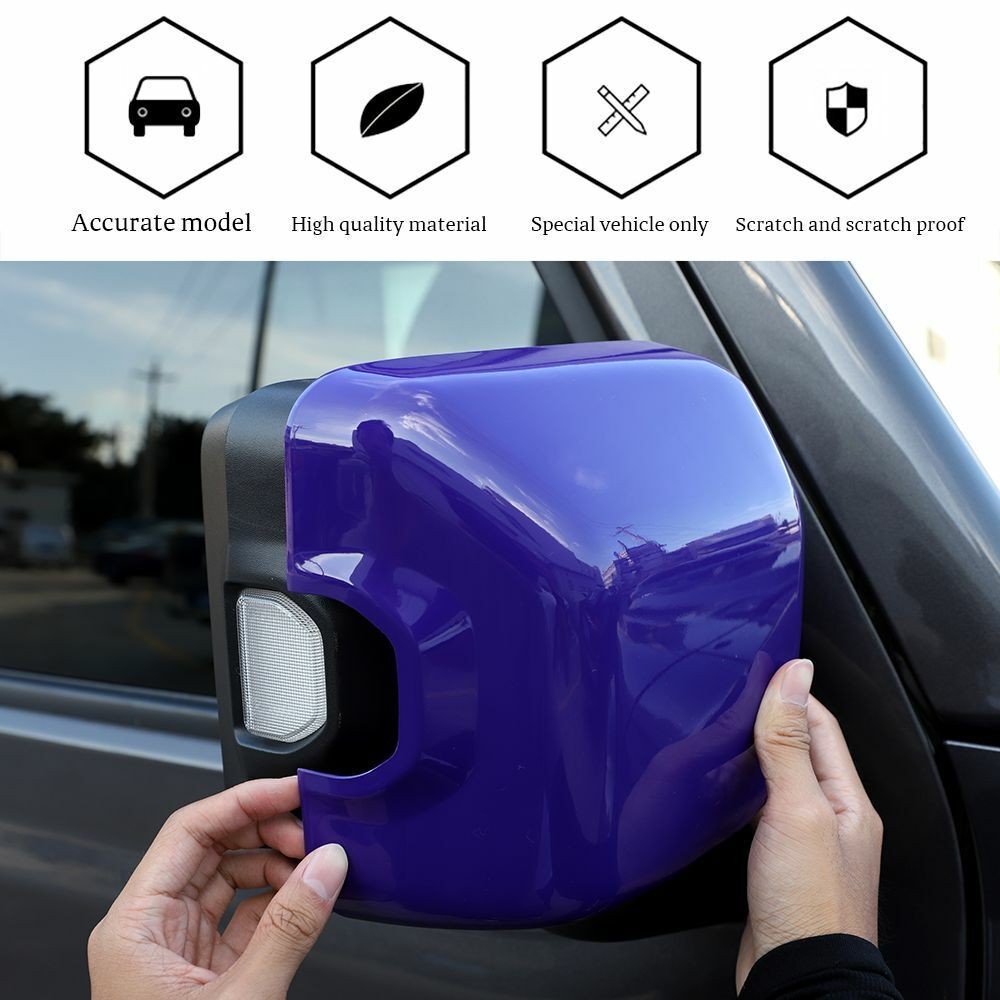 Accurate model
High quality material
Special vehicle only
Scratch and scratch proof